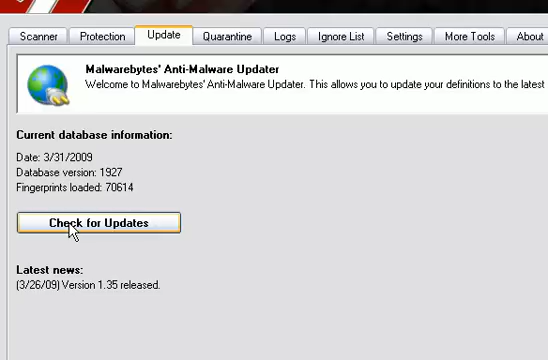 Scanner Protection Update Quarantine Logs Ignore List Settings More Tools About
Malwarebytes' Anti-Malware Updater
Welcome to Malwarebytes' Anti-Malware Updater. This allows you to update your definitions to the latest
Current database information:
Date: 3/31/2009
Database version: 1927
Fingerprints loaded: 70614
Check for Updates
Latest news:
(3/26/09) Version 1.35 released.